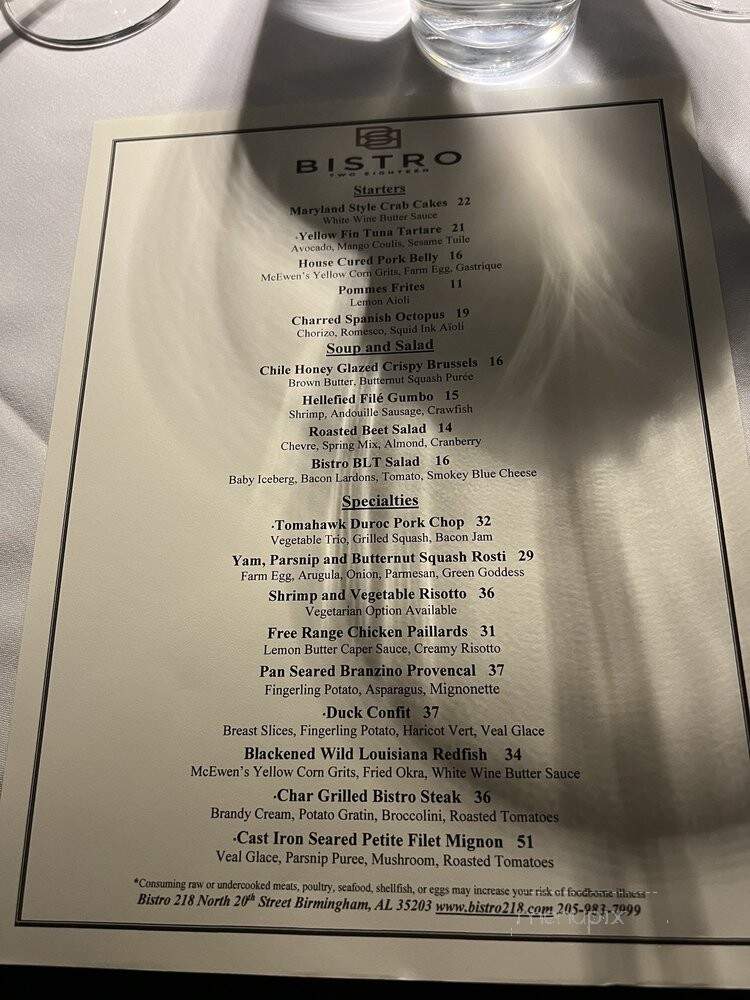 BISTRO
TWO EIGHTEEN
Starters
Maryland Style Crab Cakes 22
White Wine Butter Sauce
·Yellow Fin Tuna Tartare 21
Avocado, Mango Coulis, Sesame Tuile
House Cured Pork Belly 16
McEwen's Yellow Corn Grits, Farm Egg, Gastrique
Pommes Frites 11
Lemon Aioli
Charred Spanish Octopus 19
Chorizo, Romesco, Squid Ink Aïoli
Soup and Salad
Chile Honey Glazed Crispy Brussels 16
Brown Butter, Butternut Squash Purée
Hellefied Filé Gumbo 15
Shrimp, Andouille Sausage, Crawfish
Roasted Beet Salad 14
Chevre, Spring Mix, Almond, Cranberry
Bistro BLT Salad 16
Baby Iceberg, Bacon Lardons, Tomato, Smokey Blue Cheese
Specialties
·Tomahawk Duroc Pork Chop 32
Vegetable Trio, Grilled Squash, Bacon Jam
Yam, Parsnip and Butternut Squash Rosti 29
Farm Egg, Arugula, Onion, Parmesan, Green Goddess
Shrimp and Vegetable Risotto 36
Vegetarian Option Available
Free Range Chicken Paillards 31
Lemon Butter Caper Sauce, Creamy Risotto
Pan Seared Branzino Provencal 37
Fingerling Potato, Asparagus, Mignonette
·Duck Confit 37
Breast Slices, Fingerling Potato, Haricot Vert, Veal Glace
Blackened Wild Louisiana Redfish 34
McEwen's Yellow Corn Grits, Fried Okra, White Wine Butter Sauce
·Char Grilled Bistro Steak 36
Brandy Cream, Potato Gratin, Broccolini, Roasted Tomatoes
·Cast Iron Seared Petite Filet Mignon 51
Veal Glace, Parsnip Puree, Mushroom, Roasted Tomatoes
*Consuming raw or undercooked meats, poultry, seafood, shellfish, or eggs may increase your risk of foodborne illness
Bistro 218 North 20th Street Birmingham, AL 35203 www.bistro218.com 205-983-7999
menupix